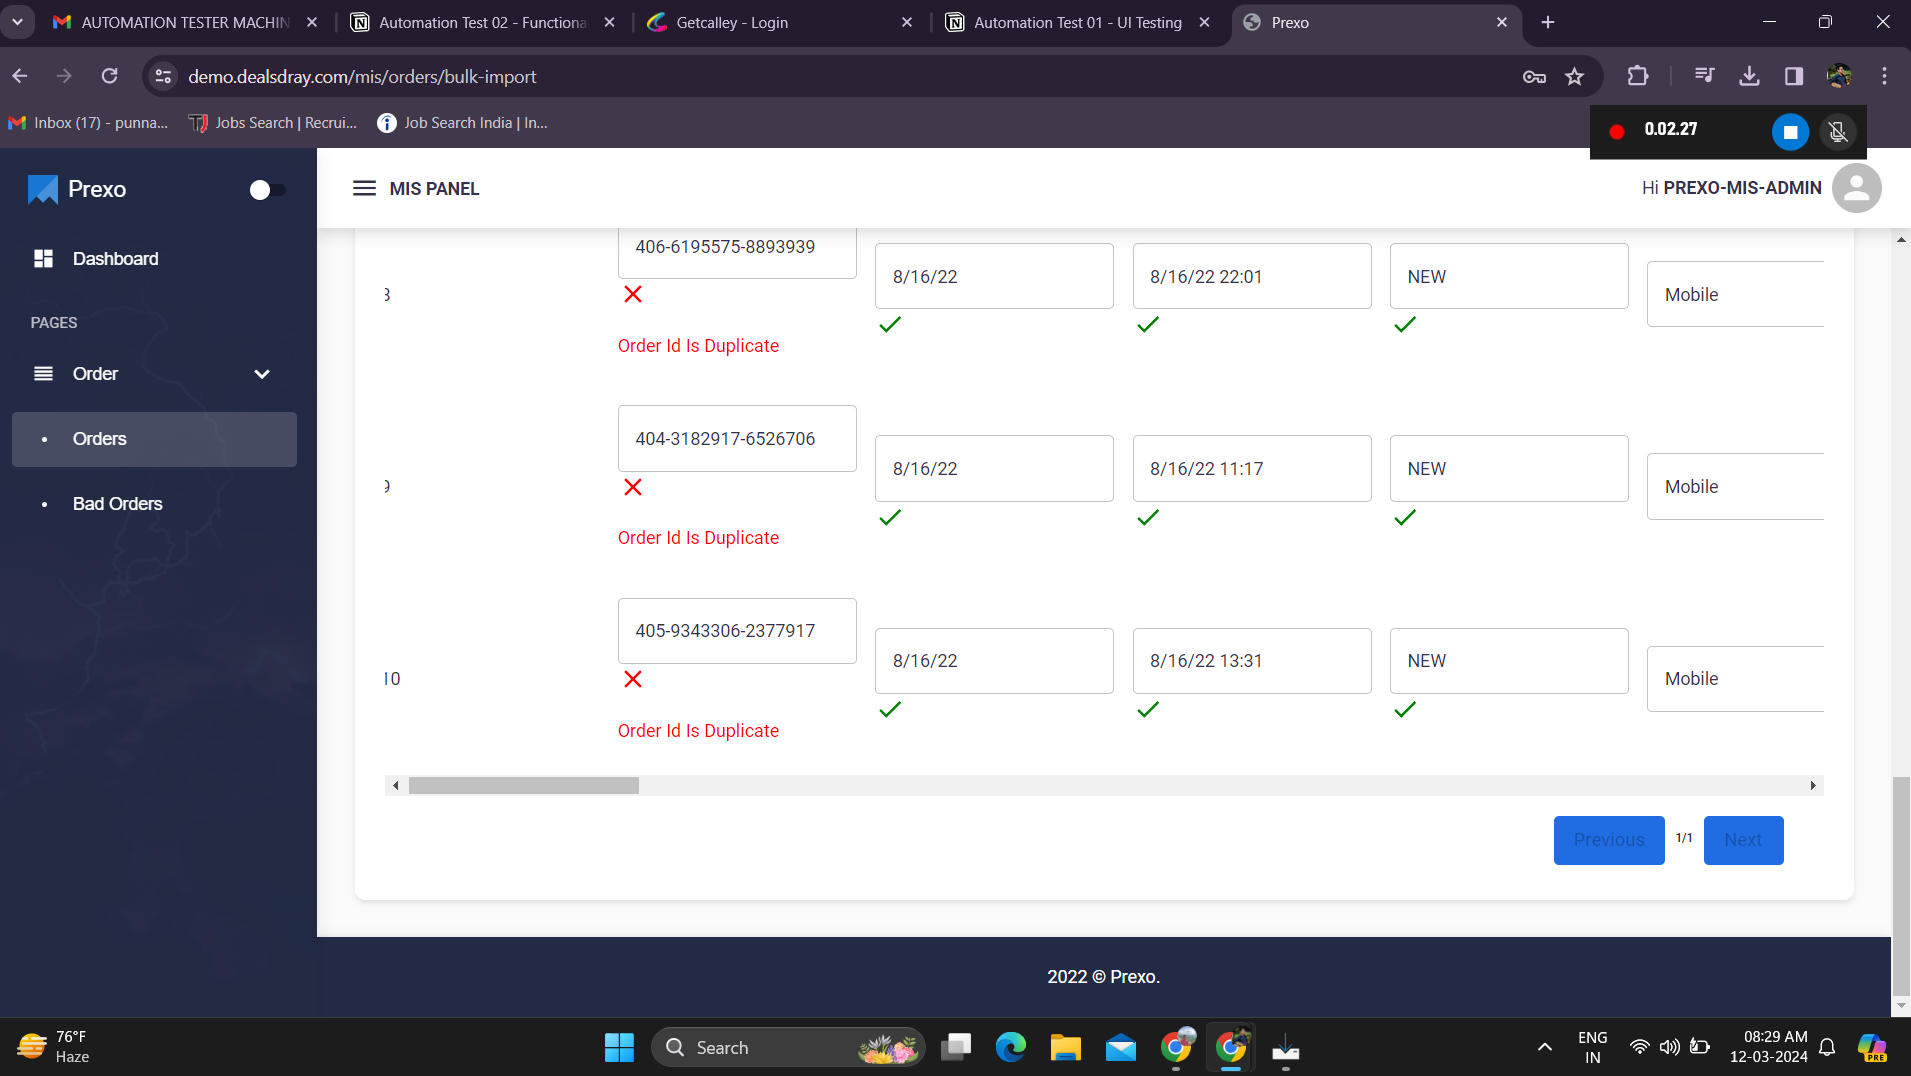 AUTOMATION TESTER MACHIN
Automation Test 02 - Functiona
Getcalley - Login
Automation Test 01 - UI Testing
Prexo
demo.dealsdray.com/mis/orders/bulk-import
Inbox (17) - punna...
Jobs Search | Recrui...
Job Search India | In...
0.02.27
Prexo
MIS PANEL
Hi PREXO-MIS-ADMIN
Dashboard
PAGES
Order
Orders
Bad Orders
406-6195575-8893939
8/16/22
8/16/22 22:01
NEW
Mobile
8
Order Id Is Duplicate
404-3182917-6526706
8/16/22
8/16/22 11:17
NEW
Mobile
9
Order Id Is Duplicate
405-9343306-2377917
8/16/22
8/16/22 13:31
NEW
Mobile
10
Order Id Is Duplicate
Previous
1/1
Next
2022 © Prexo.
76°F
Haze
Search
ENG
IN
08:29 AM
12-03-2024
PRE